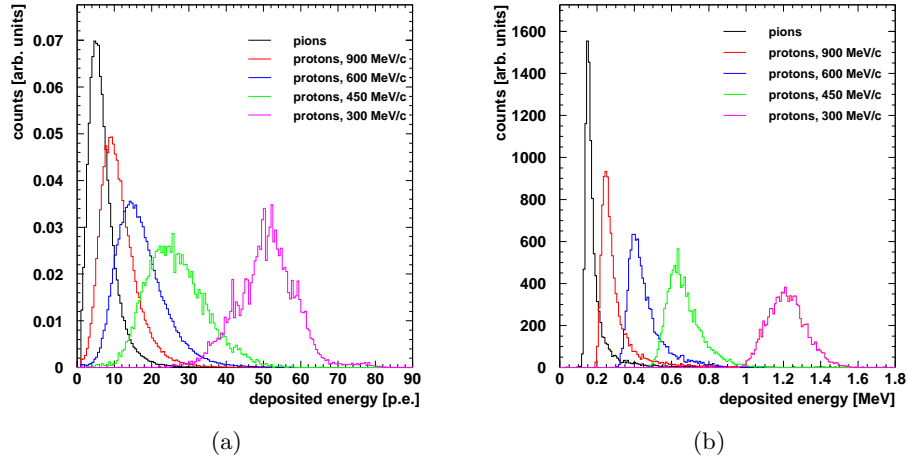 counts [arb. units]
0.07
0.06
0.05
0.04
0.03
0.02
0.01
0
pions
protons, 900 MeV/c
protons, 600 MeV/c
protons, 450 MeV/c
protons, 300 MeV/c
0 10 20 30 40 50 60 70 80 90
deposited energy [p.e.]
(a)
counts [arb. units]
1600
1400
1200
1000
800
600
400
200
0
pions
protons, 900 MeV/c
protons, 600 MeV/c
protons, 450 MeV/c
protons, 300 MeV/c
0 0.2 0.4 0.6 0.8 1 1.2 1.4 1.6 1.8
deposited energy [MeV]
(b)